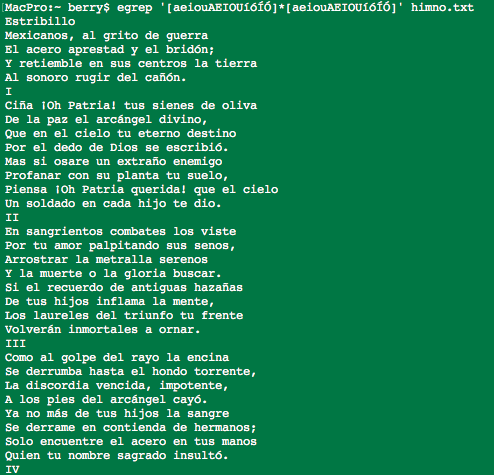 MacPro:~ berry$ egrep '[aeiouAEIOUíóÍÓ]*[aeiouAEIOUíóÍÓ]' himno.txt
Estribillo
Mexicanos, al grito de guerra
El acero aprestad y el bridón;
Y retiemble en sus centros la tierra
Al sonoro rugir del cañón.
I
Ciña ¡Oh Patria! tus sienes de oliva
De la paz el arcángel divino,
Que en el cielo tu eterno destino
Por el dedo de Dios se escribió.
Mas si osare un extraño enemigo
Profanar con su planta tu suelo,
Piensa ¡Oh Patria querida! que el cielo
Un soldado en cada hijo te dio.
II
En sangrientos combates los viste
Por tu amor palpitando sus senos,
Arrostrar la metralla serenos
Y la muerte o la gloria buscar.
Si el recuerdo de antiguas hazañas
De tus hijos inflama la mente,
Los laureles del triunfo tu frente
Volverán inmortales a ornar.
III
Como al golpe del rayo la encina
Se derrumba hasta el hondo torrente,
La discordia vencida, impotente,
A los pies del arcángel cayó.
Ya no más de tus hijos la sangre
Se derrame en contienda de hermanos;
Solo encuentre el acero en tus manos
Quien tu nombre sagrado insultó.
IV